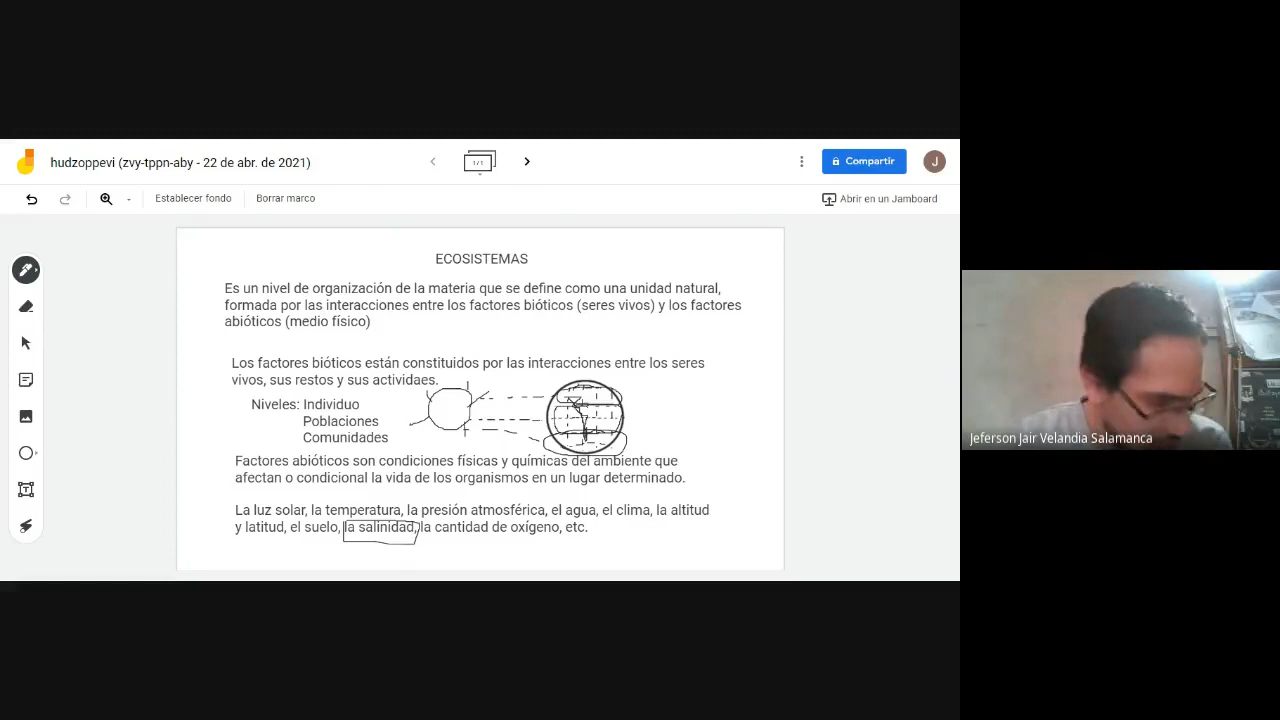 hudzoppevi (zvy-tppn-aby - 22 de abr. de 2021)
1/1
Compartir
J
Establecer fondo
Borrar marco
Abrir en un Jamboard
ECOSISTEMAS
Es un nivel de organización de la materia que se define como una unidad natural,
formada por las interacciones entre los factores bióticos (seres vivos) y los factores
abióticos (medio físico)
Los factores bióticos están constituidos por las interacciones entre los seres
vivos, sus restos y sus actividaes.
Niveles: Individuo
Poblaciones
Comunidades
Factores abióticos son condiciones físicas y químicas del ambiente que
afectan o condicional la vida de los organismos en un lugar determinado.
La luz solar, la temperatura, la presión atmosférica, el agua, el clima, la altitud
y latitud, el suelo, la salinidad, la cantidad de oxígeno, etc.
Jeferson Jair Velandia Salamanca